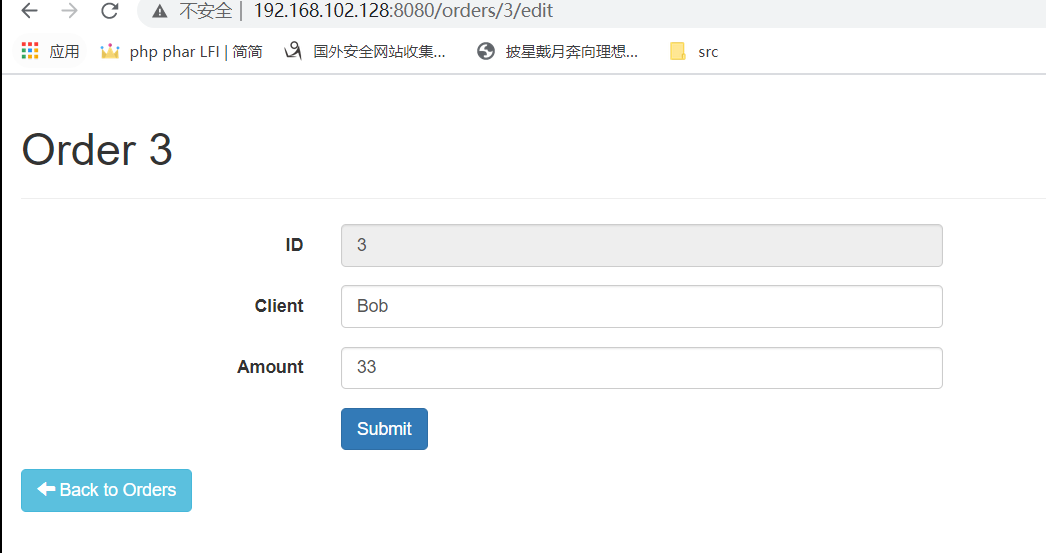 不安全 | 192.168.102.128:8080/orders/3/edit
应用 php phar LFI | 简简 国外安全网站收集... 披星戴月奔向理想... src
Order 3
ID 3
Client Bob
Amount 33
Submit
Back to Orders